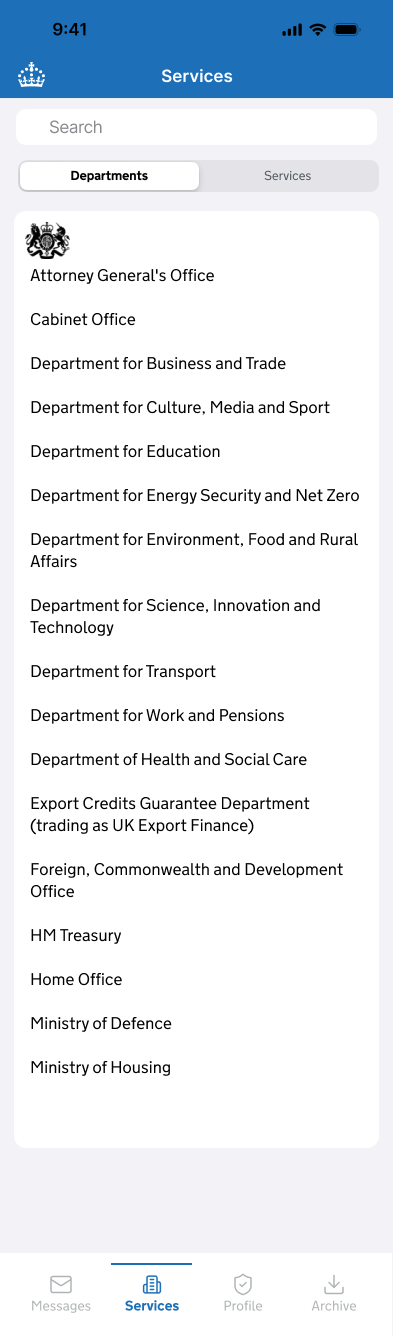 9:41
Services
Search
Departments
Services
Attorney General's Office
Cabinet Office
Department for Business and Trade
Department for Culture, Media and Sport
Department for Education
Department for Energy Security and Net Zero
Department for Environment, Food and Rural
Affairs
Department for Science, Innovation and
Technology
Department for Transport
Department for Work and Pensions
Department of Health and Social Care
Export Credits Guarantee Department
(trading as UK Export Finance)
Foreign, Commonwealth and Development
Office
HM Treasury
Home Office
Ministry of Defence
Ministry of Housing
Messages
Services
Profile
Archive